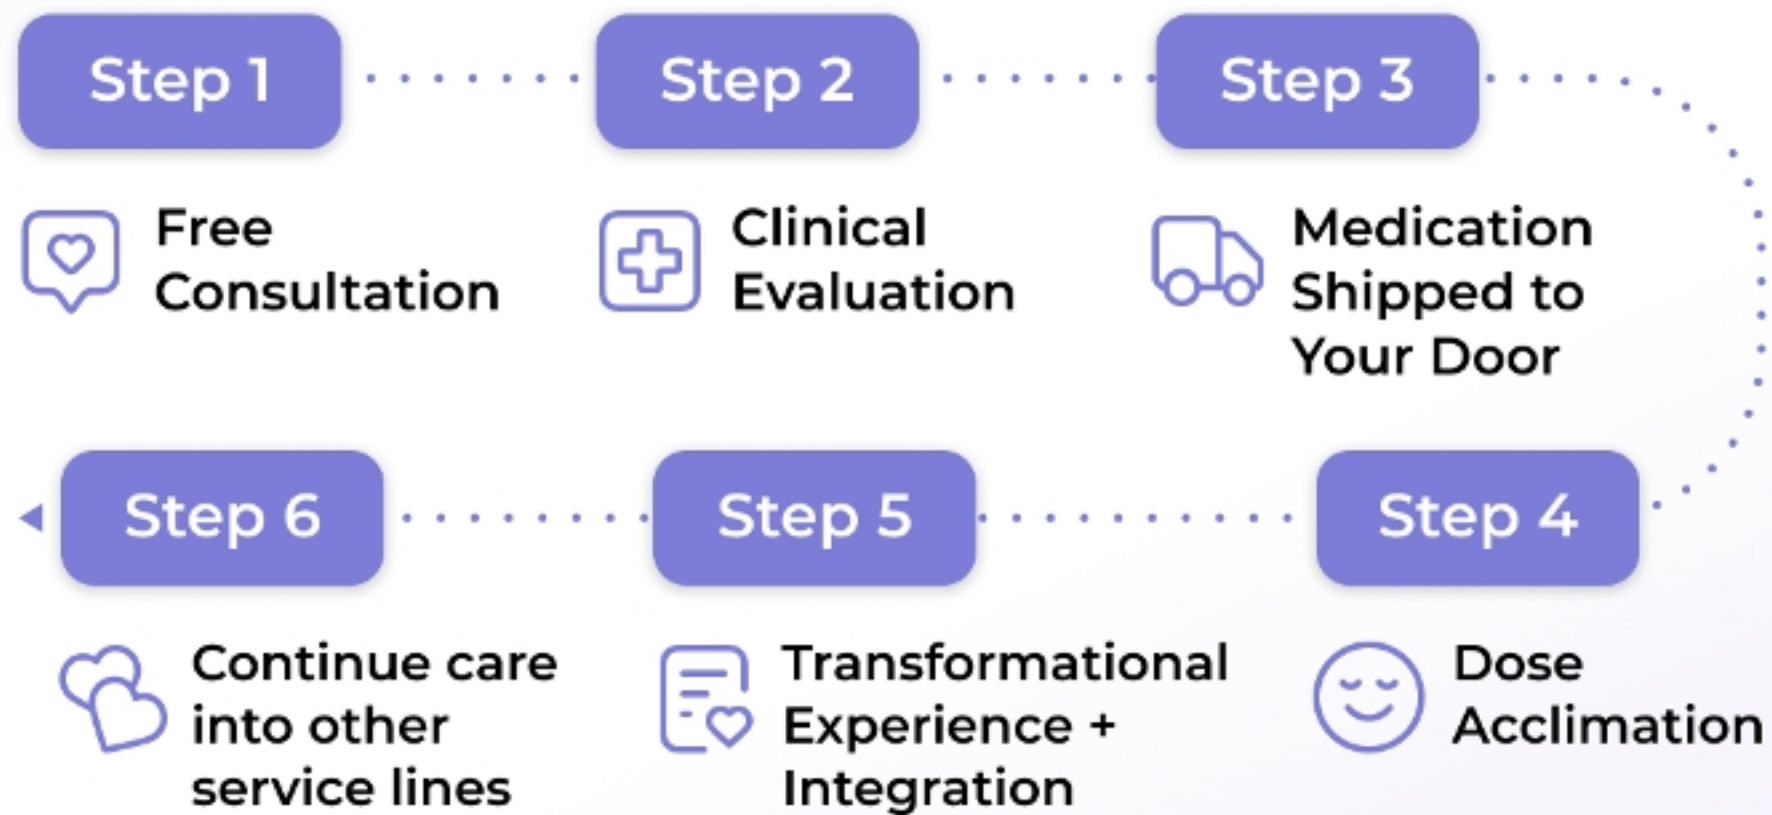 Step 1
Step 2
Step 3
Free
Consultation
Clinical
Evaluation
Medication
Shipped to
Your Door
Step 4
Step 5
Step 6
Dose
Acclimation
Transformational
Experience +
Integration
Continue care
into other
service lines